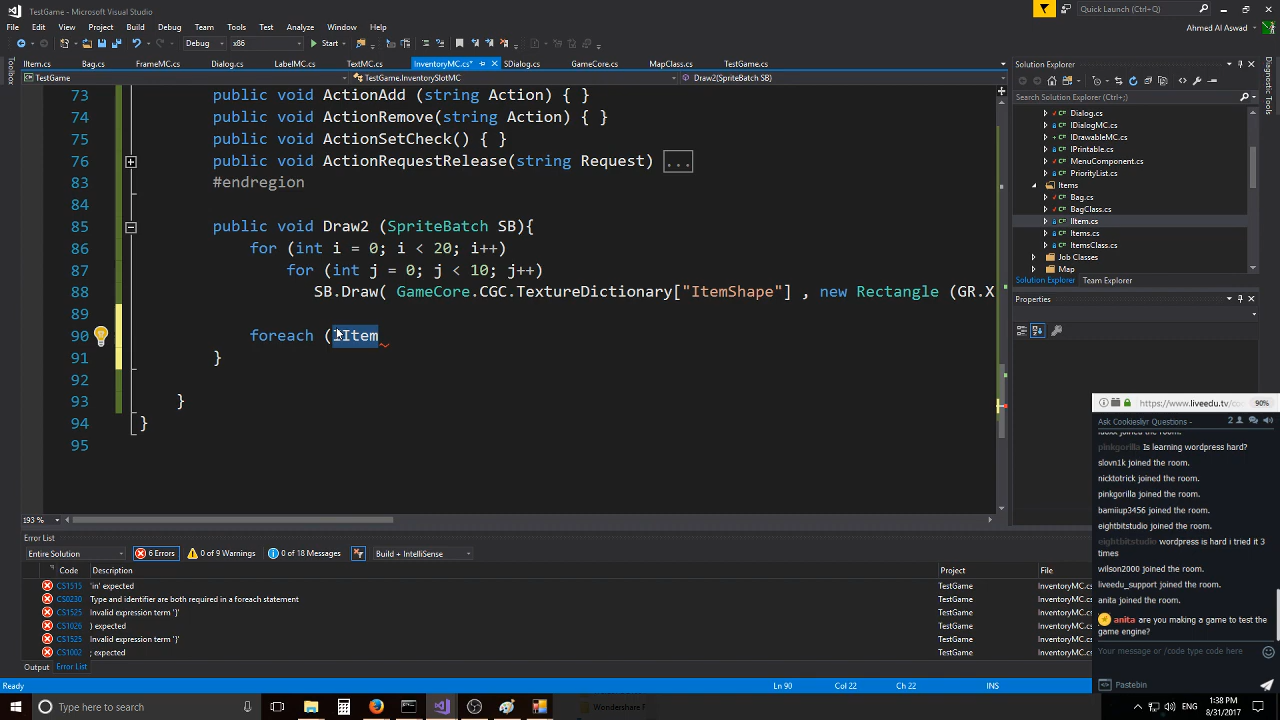 TestGame - Microsoft Visual Studio
Quick Launch (Ctrl+Q)
File Edit View Project Build Debug Team Tools Test Analyze Window Help
Ahmed Al Aswad
Debug x86 Start
Toolbox
IItem.cs Bag.cs FrameMC.cs Dialog.cs LabelMC.cs TextMC.cs InventoryMC.cs* SDialog.cs GameCore.cs MapClass.cs TestGame.cs
TestGame TestGame.InventorySlotMC Draw2(SpriteBatch SB)
73 public void ActionAdd (string Action) { }
74 public void ActionRemove(string Action) { }
75 public void ActionSetCheck() { }
76 public void ActionRequestRelease(string Request) ...
83 #endregion
84
85 public void Draw2 (SpriteBatch SB){
86 for (int i = 0; i < 20; i++)
87 for (int j = 0; j < 10; j++)
88 SB.Draw( GameCore.CGC.TextureDictionary["ItemShape"] , new Rectangle (GR.X
89
90 foreach (IItem
91 }
92
93 }
94 }
95
193 %
Solution Explorer
Search Solution Explorer (Ctrl+;)
Dialog.cs
IDialogMC.cs
IDrawableMC.cs
IPrintable.cs
MenuComponent.cs
PriorityList.cs
Items
Bag.cs
BagClass.cs
IItem.cs
Items.cs
ItemsClass.cs
Job Classes
Map
Solution Explorer Team Explorer
Properties
Diagnostic Tools
Error List
Entire Solution 6 Errors 0 of 9 Warnings 0 of 18 Messages Build + IntelliSense
Code Description Project File
CS1515 'in' expected TestGame InventoryMC.cs
CS0230 Type and identifier are both required in a foreach statement TestGame InventoryMC.cs
CS1525 Invalid expression term '}' TestGame InventoryMC.cs
CS1026 ) expected TestGame InventoryMC.cs
CS1525 Invalid expression term '}' TestGame InventoryMC.cs
CS1002 ; expected TestGame InventoryMC.cs
Output Error List
Ready Ln 90 Col 22 Ch 22 INS
https://www.liveedu.tv/co 90%
Ask Cookiesliyr Questions - 2
joined the room.
pinkgorilla Is learning wordpress hard?
slovn1k joined the room.
nicktotrick joined the room.
pinkgorilla joined the room.
bamiiup3456 joined the room.
eightbitstudio joined the room.
eightbitstudio wordpress is hard i tried it 3
times
wilson2000 joined the room.
liveedu_support joined the room.
anita joined the room.
anita are you making a game to test the
game engine?
Your message or /code type code here
Pastebin
Type here to search
Wondershare F
ENG
1:38 PM
8/31/2017